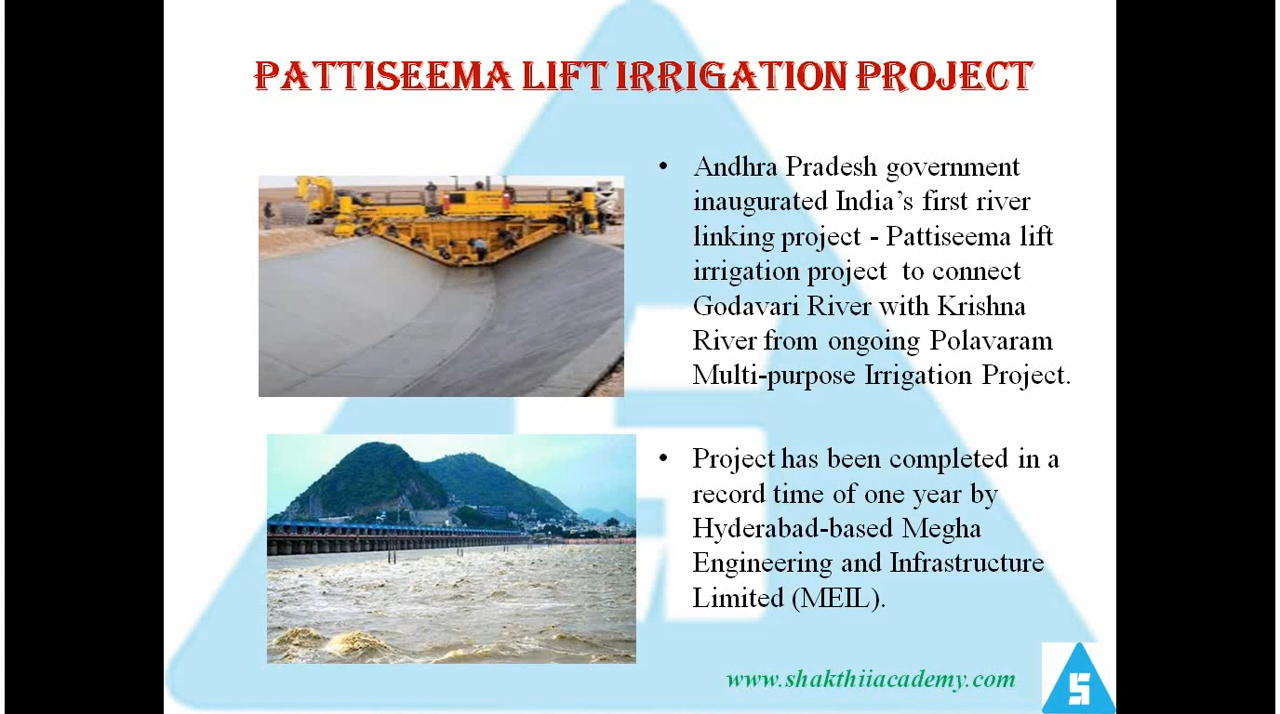 PATTISEEMA LIFT IRRIGATION PROJECT
• Andhra Pradesh government
inaugurated India’s first river
linking project - Pattiseema lift
irrigation project to connect
Godavari River with Krishna
River from ongoing Polavaram
Multi-purpose Irrigation Project.
• Project has been completed in a
record time of one year by
Hyderabad-based Megha
Engineering and Infrastructure
Limited (MEIL).
www.shakthiiacademy.com